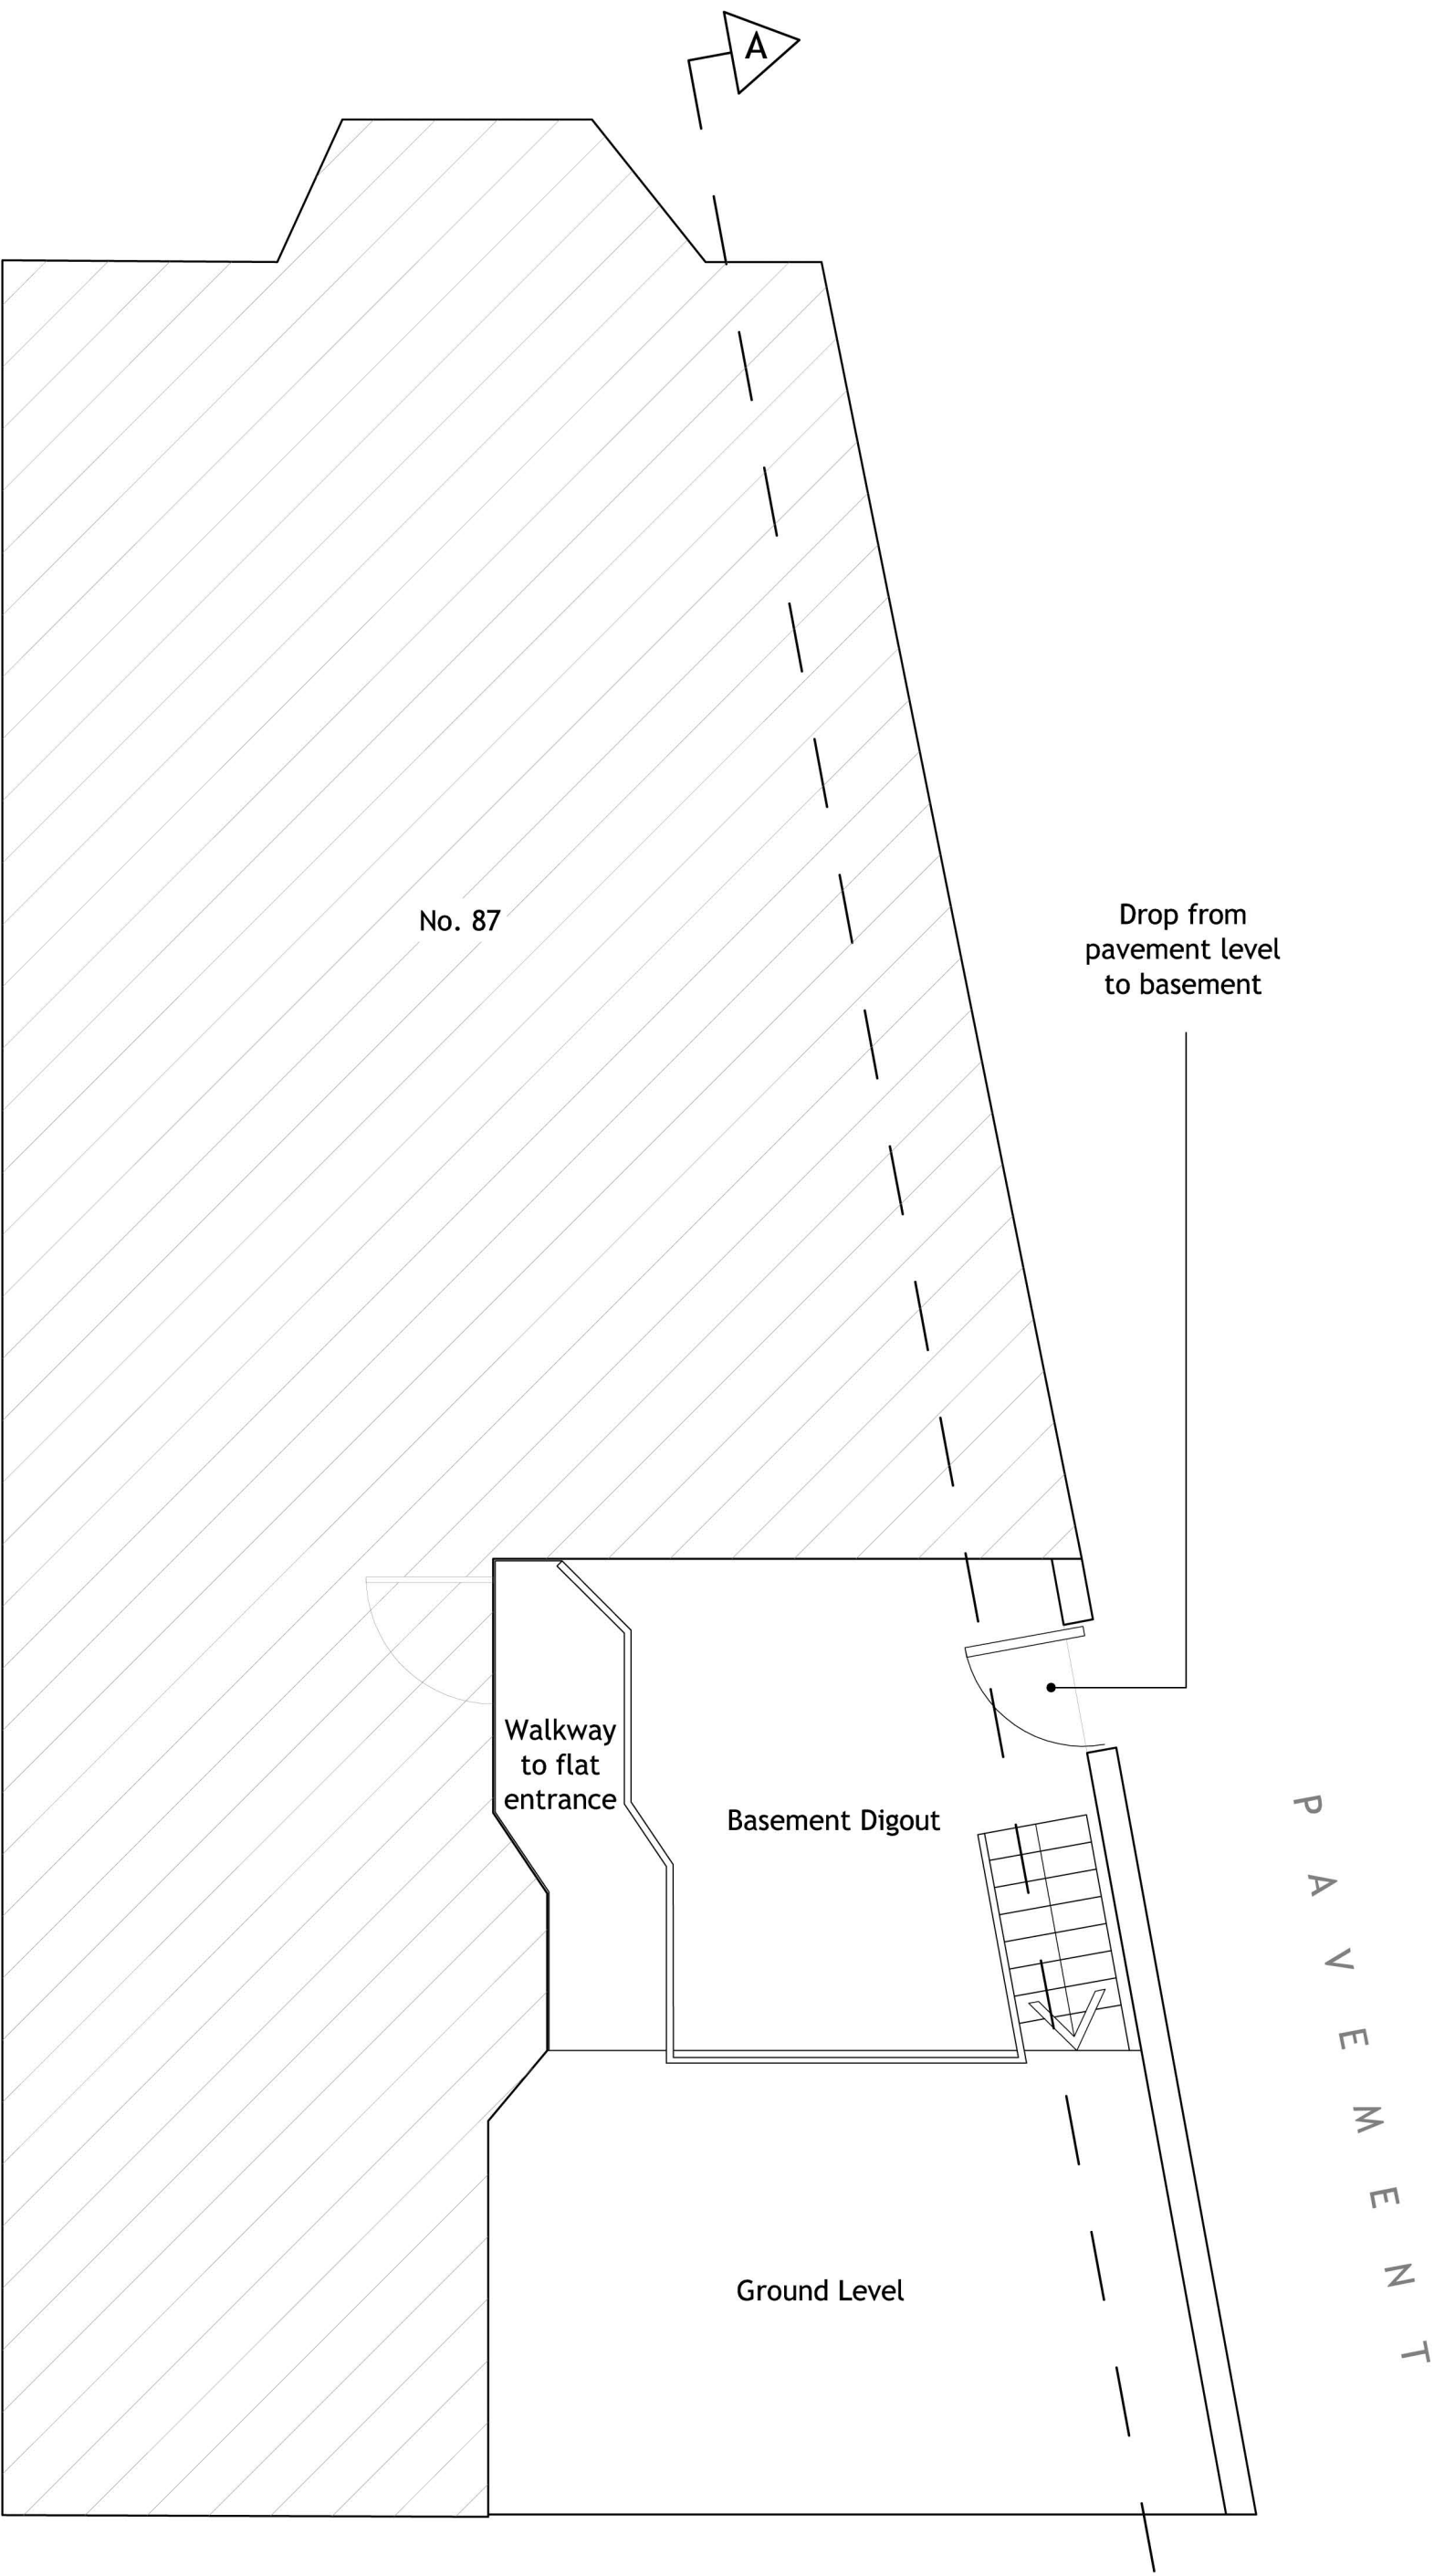 A
No. 87
Drop from
pavement level
to basement
Walkway
to flat
entrance
Basement Digout
PAVEMENT
Ground Level